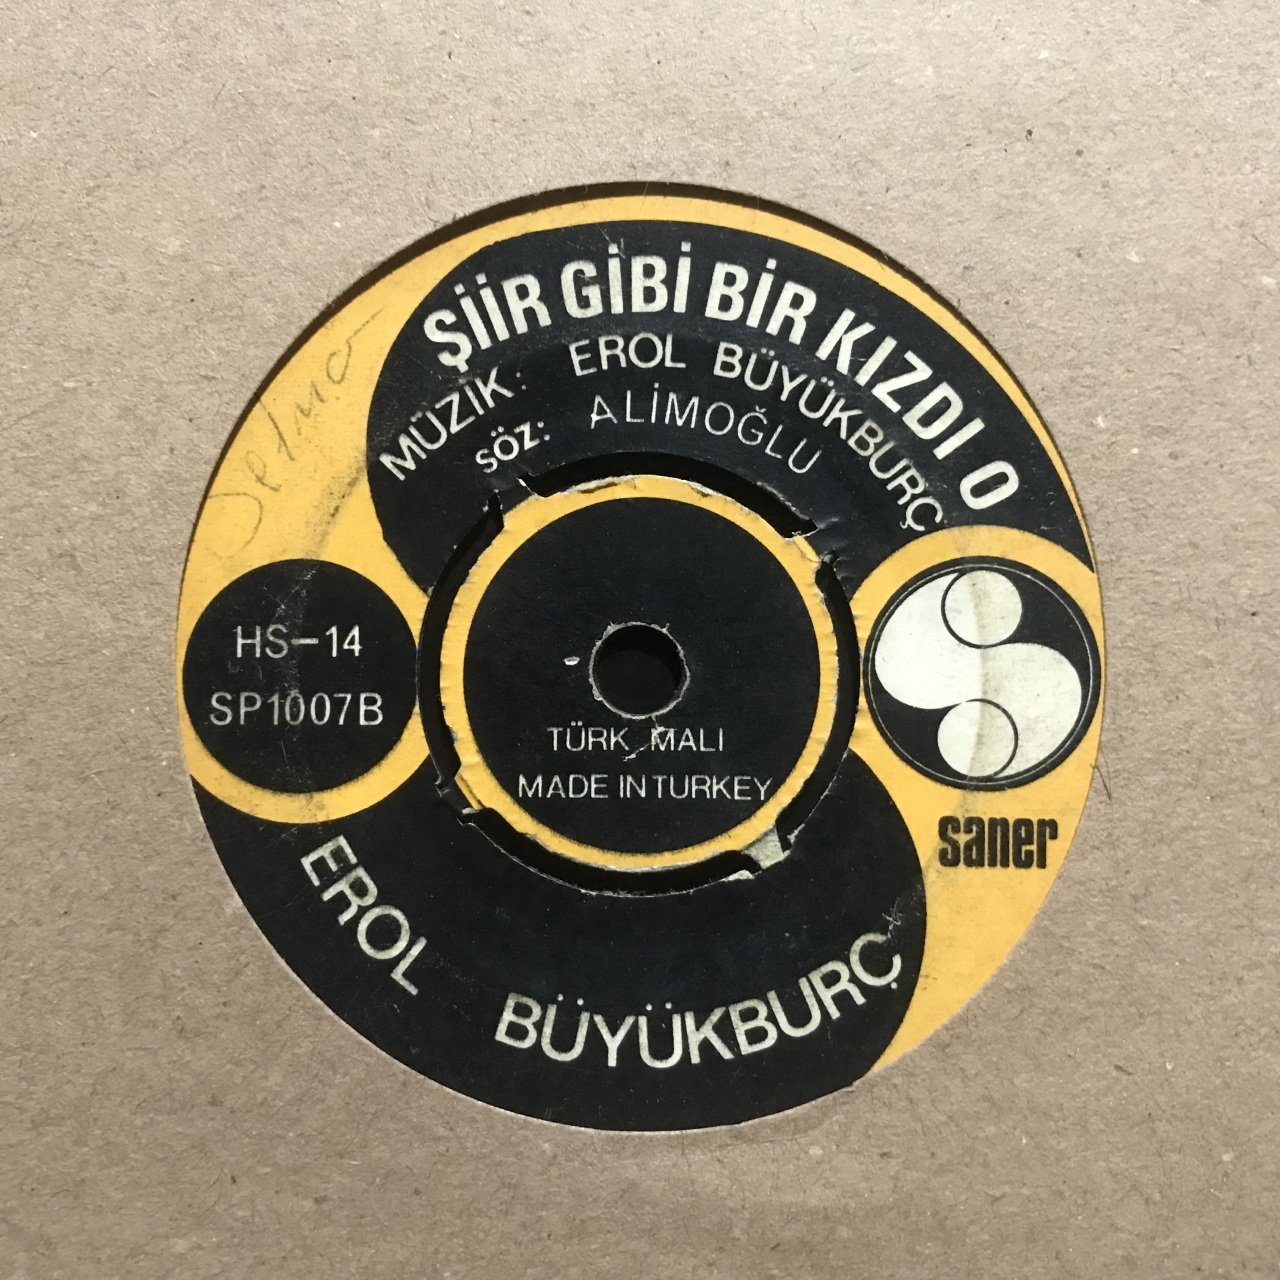 ŞİİR GİBİ BİR KIZDI O
MÜZİK: EROL BÜYÜKBURÇ
SÖZ: ALİMOĞLU
Selma
HS-14
SP1007B
TÜRK MALI
MADE IN TURKEY
saner
EROL BÜYÜKBURÇ